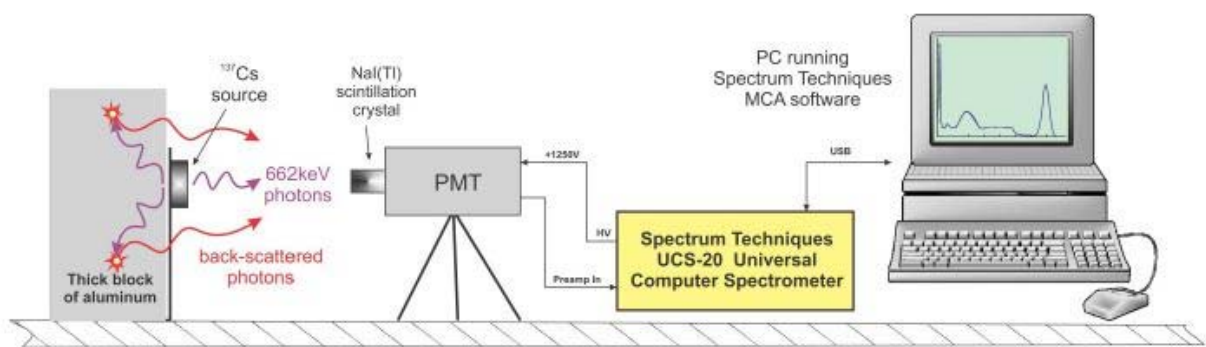 ¹³⁷Cs
source
NaI(Tl)
scintillation
crystal
PC running
Spectrum Techniques
MCA software
662keV
photons
PMT
+1250V
HV
Preamp In
USB
Spectrum Techniques
UCS-20 Universal
Computer Spectrometer
back-scattered
photons
Thick block
of aluminum